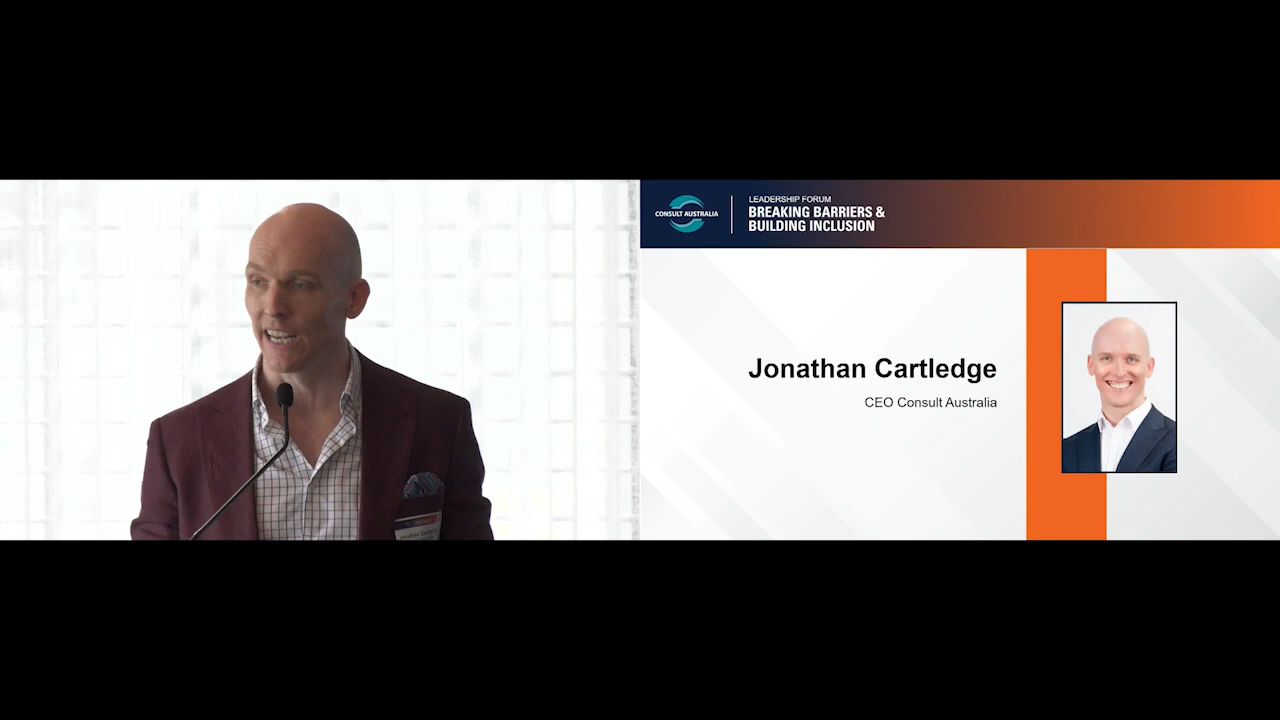 CONSULT AUSTRALIA
LEADERSHIP FORUM
BREAKING BARRIERS &
BUILDING INCLUSION
Jonathan Cartledge
CEO Consult Australia